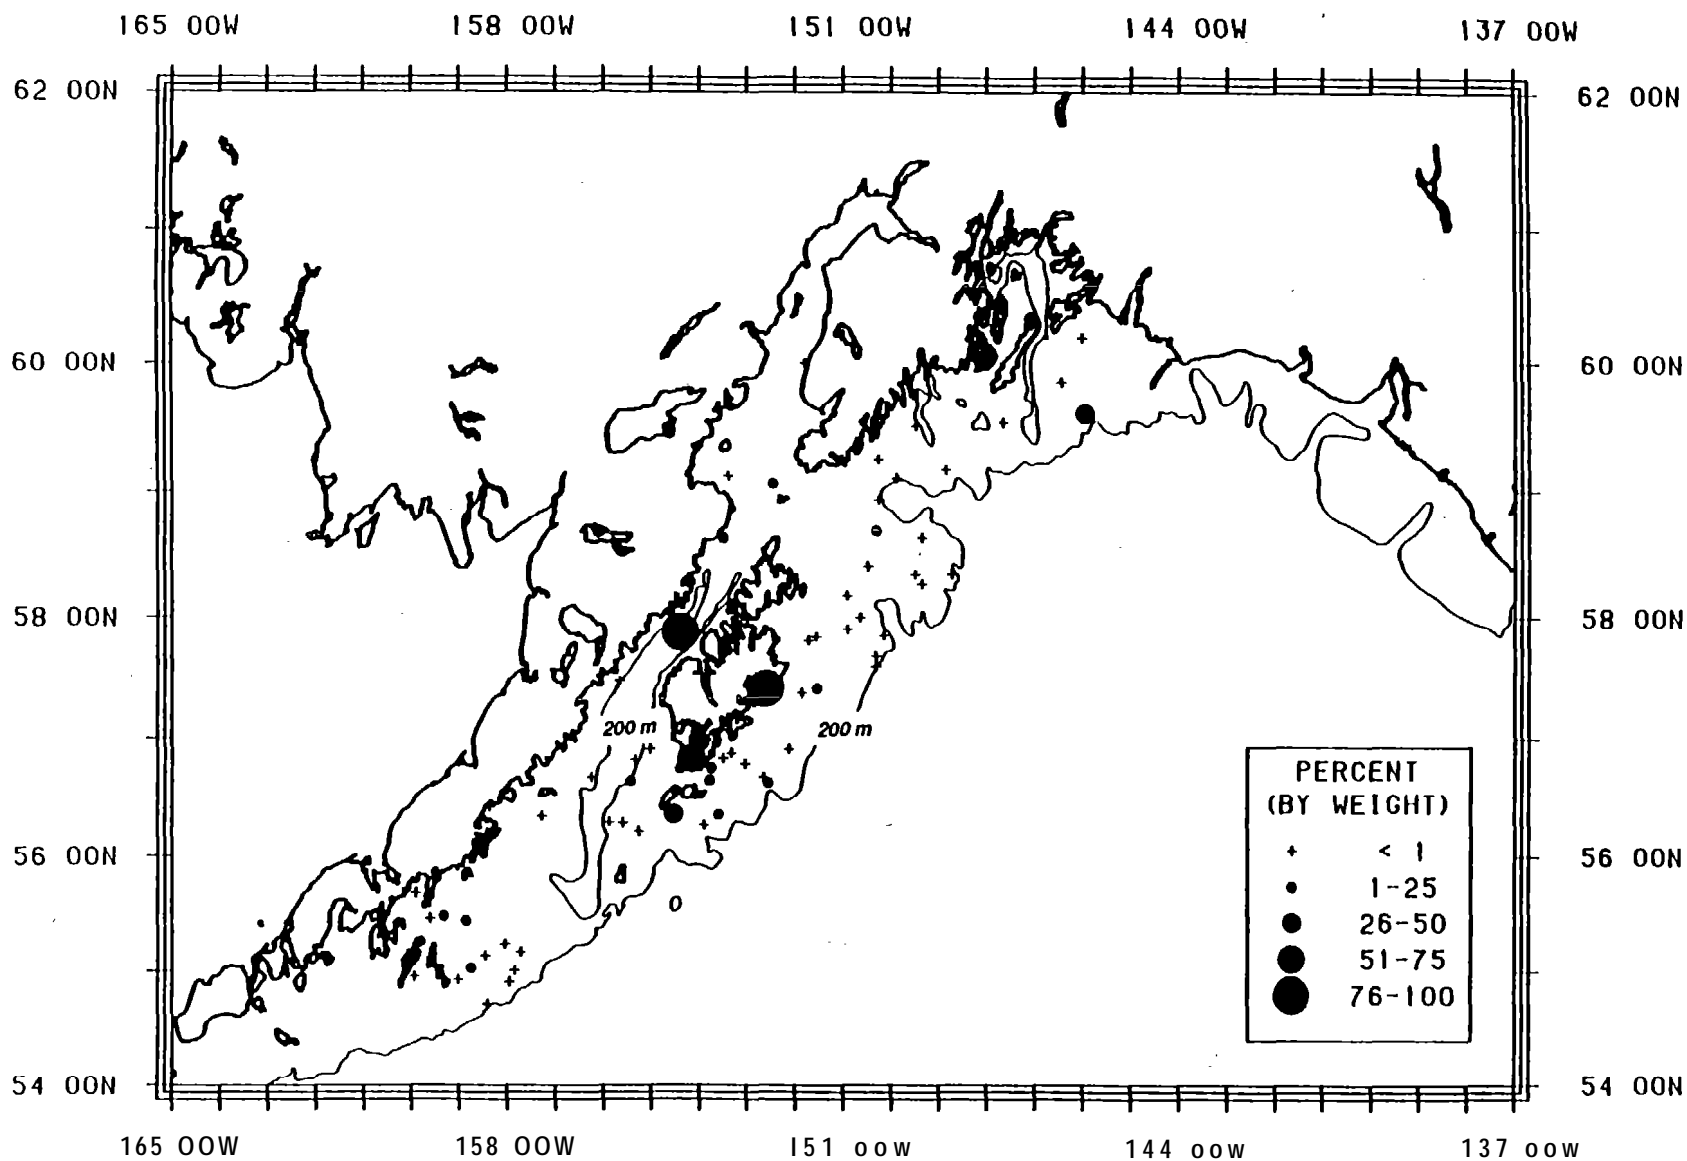 165 00W 158 00W 151 00W 144 00W 137 00W
62 00N 62 00N
60 00N 60 00N
58 00N 58 00N
200 m 200 m
PERCENT
(BY WEIGHT)
< 1
1-25
26-50
51-75
76-100
56 00N 56 00N
54 00N 54 00N
165 00W 158 00W 151 00W 144 00W 137 00W